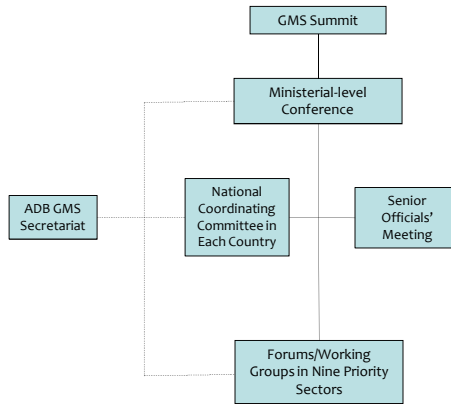 GMS Summit
Ministerial-level
Conference
ADB GMS
Secretariat
National
Coordinating
Committee in
Each Country
Senior
Officials'
Meeting
Forums/Working
Groups in Nine Priority
Sectors